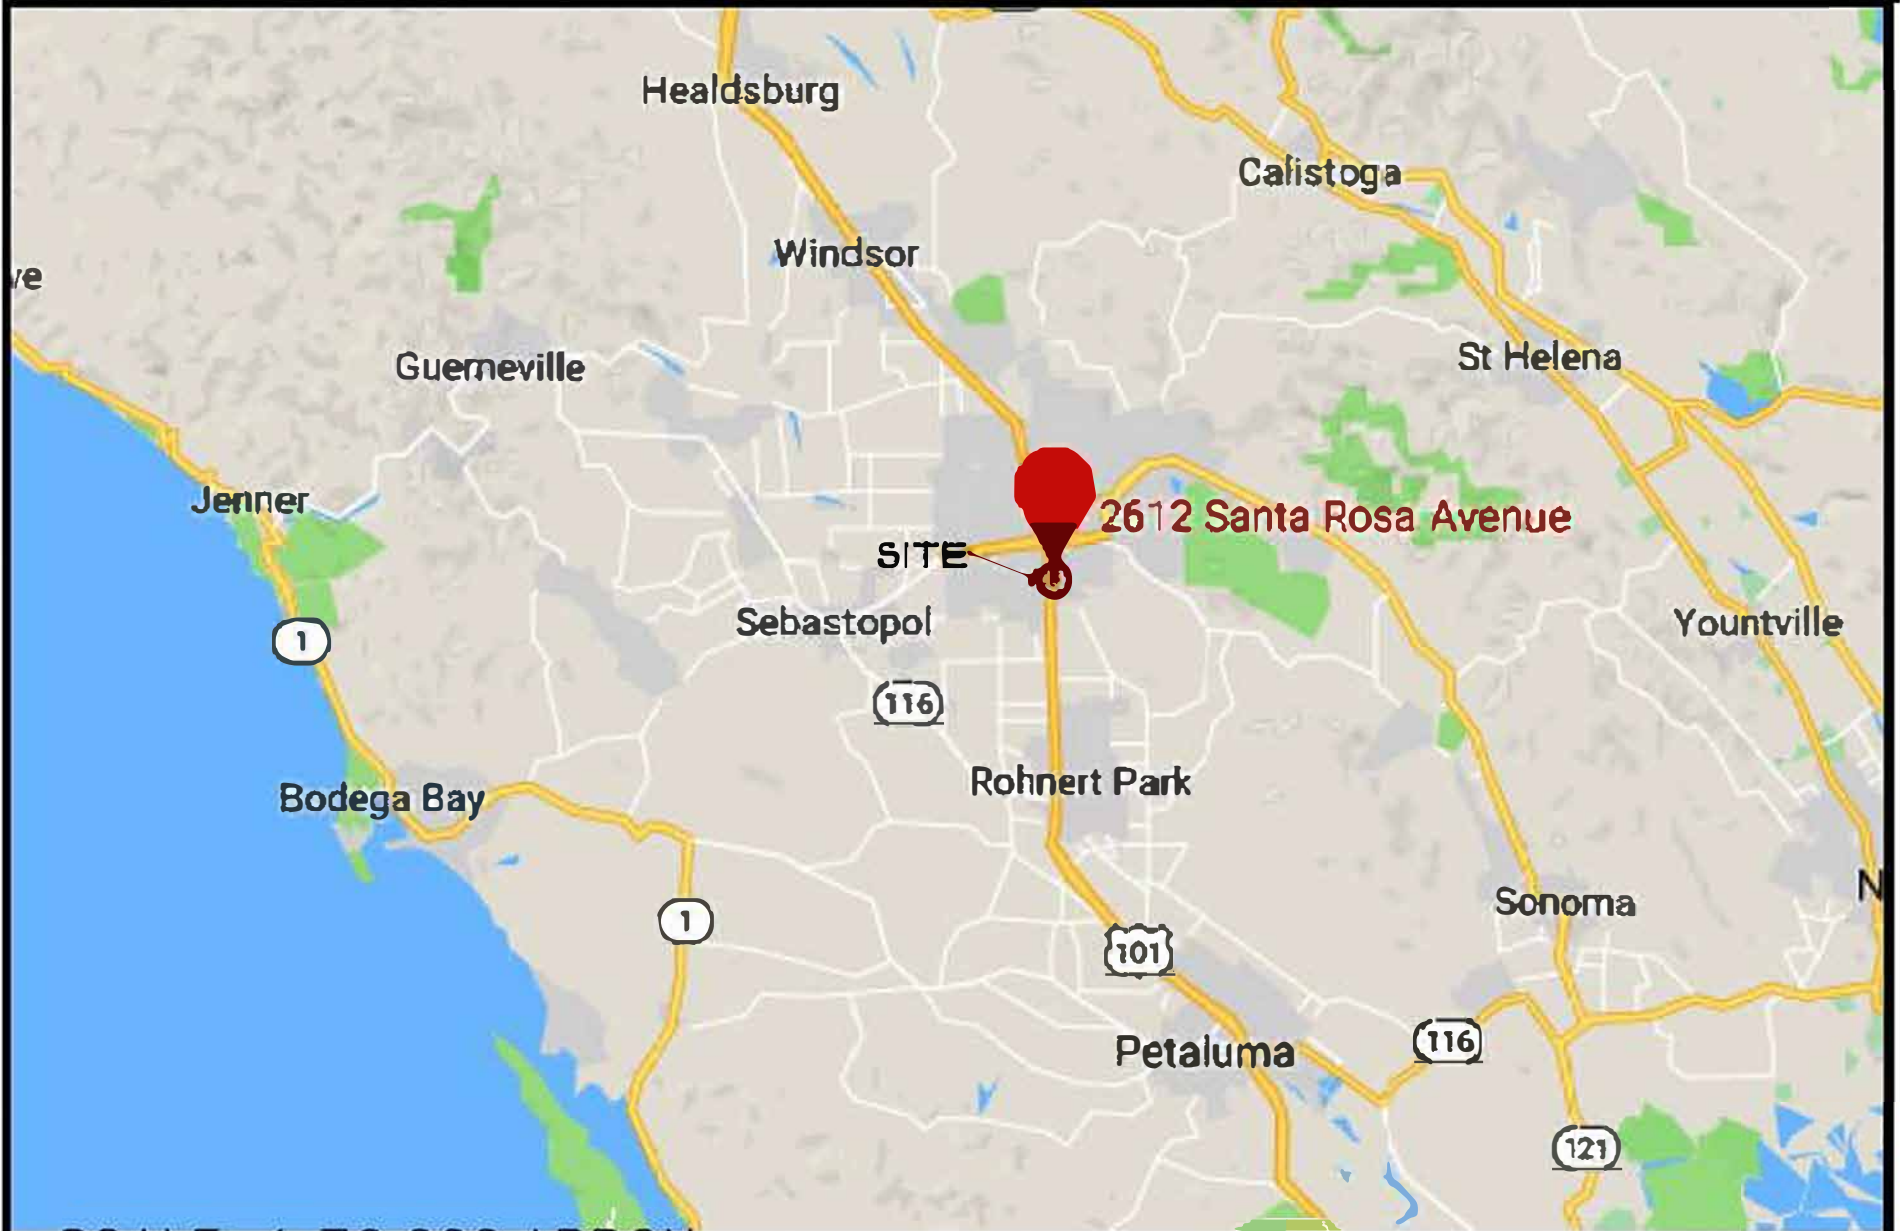 Healdsburg
Calistoga
Windsor
St Helena
Guerneville
Jenner
2612 Santa Rosa Avenue
SITE
Sebastopol
Yountville
1
116
Rohnert Park
Bodega Bay
Sonoma
1
101
116
Petaluma
121